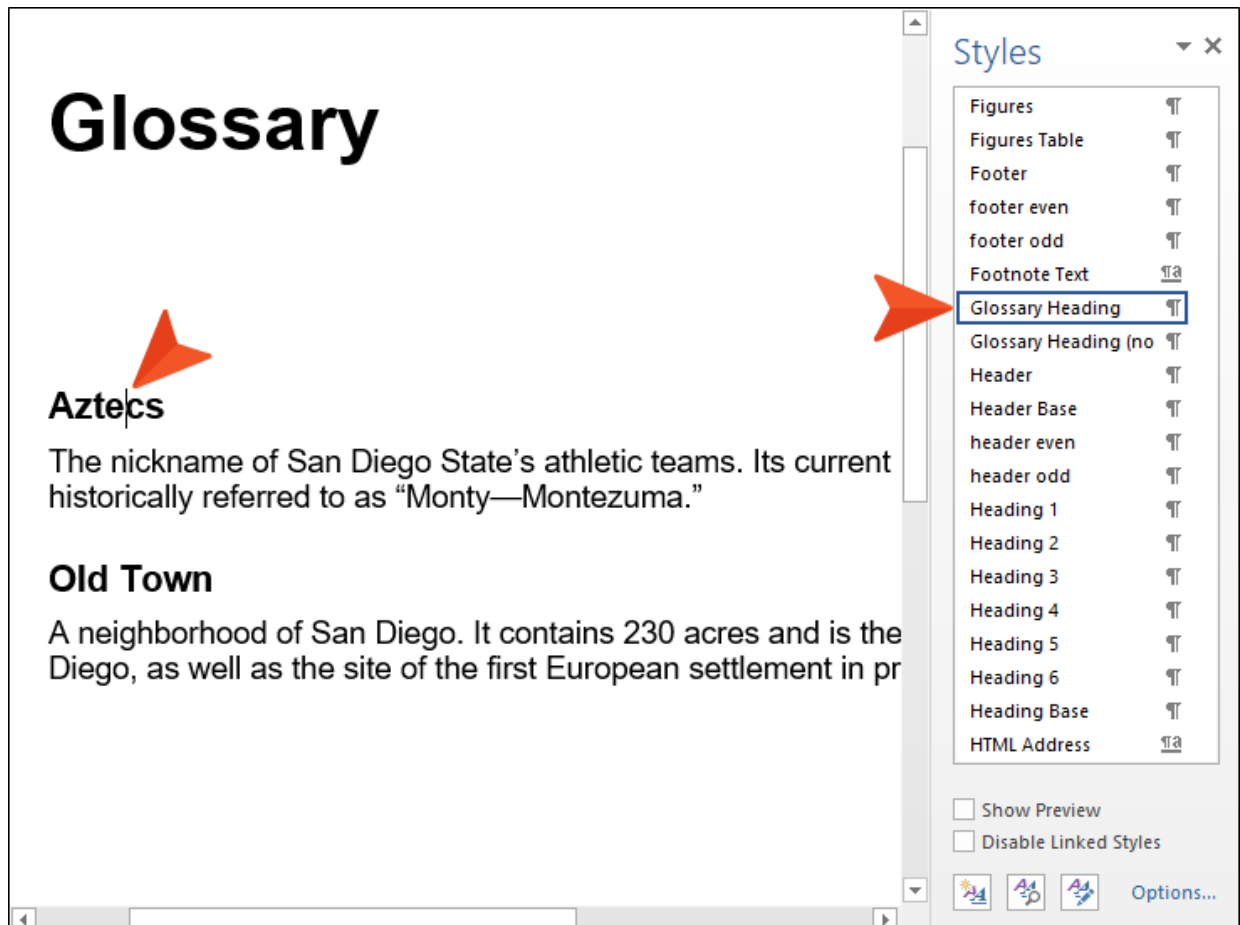 Glossary
Aztecs
The nickname of San Diego State’s athletic teams. Its current
historically referred to as “Monty—Montezuma.”
Old Town
A neighborhood of San Diego. It contains 230 acres and is the
Diego, as well as the site of the first European settlement in pr
Styles
Figures ¶
Figures Table ¶
Footer ¶
footer even ¶
footer odd ¶
Footnote Text ¶a
Glossary Heading ¶
Glossary Heading (no ¶
Header ¶
Header Base ¶
header even ¶
header odd ¶
Heading 1 ¶
Heading 2 ¶
Heading 3 ¶
Heading 4 ¶
Heading 5 ¶
Heading 6 ¶
Heading Base ¶
HTML Address ¶a
Show Preview
Disable Linked Styles
Options...